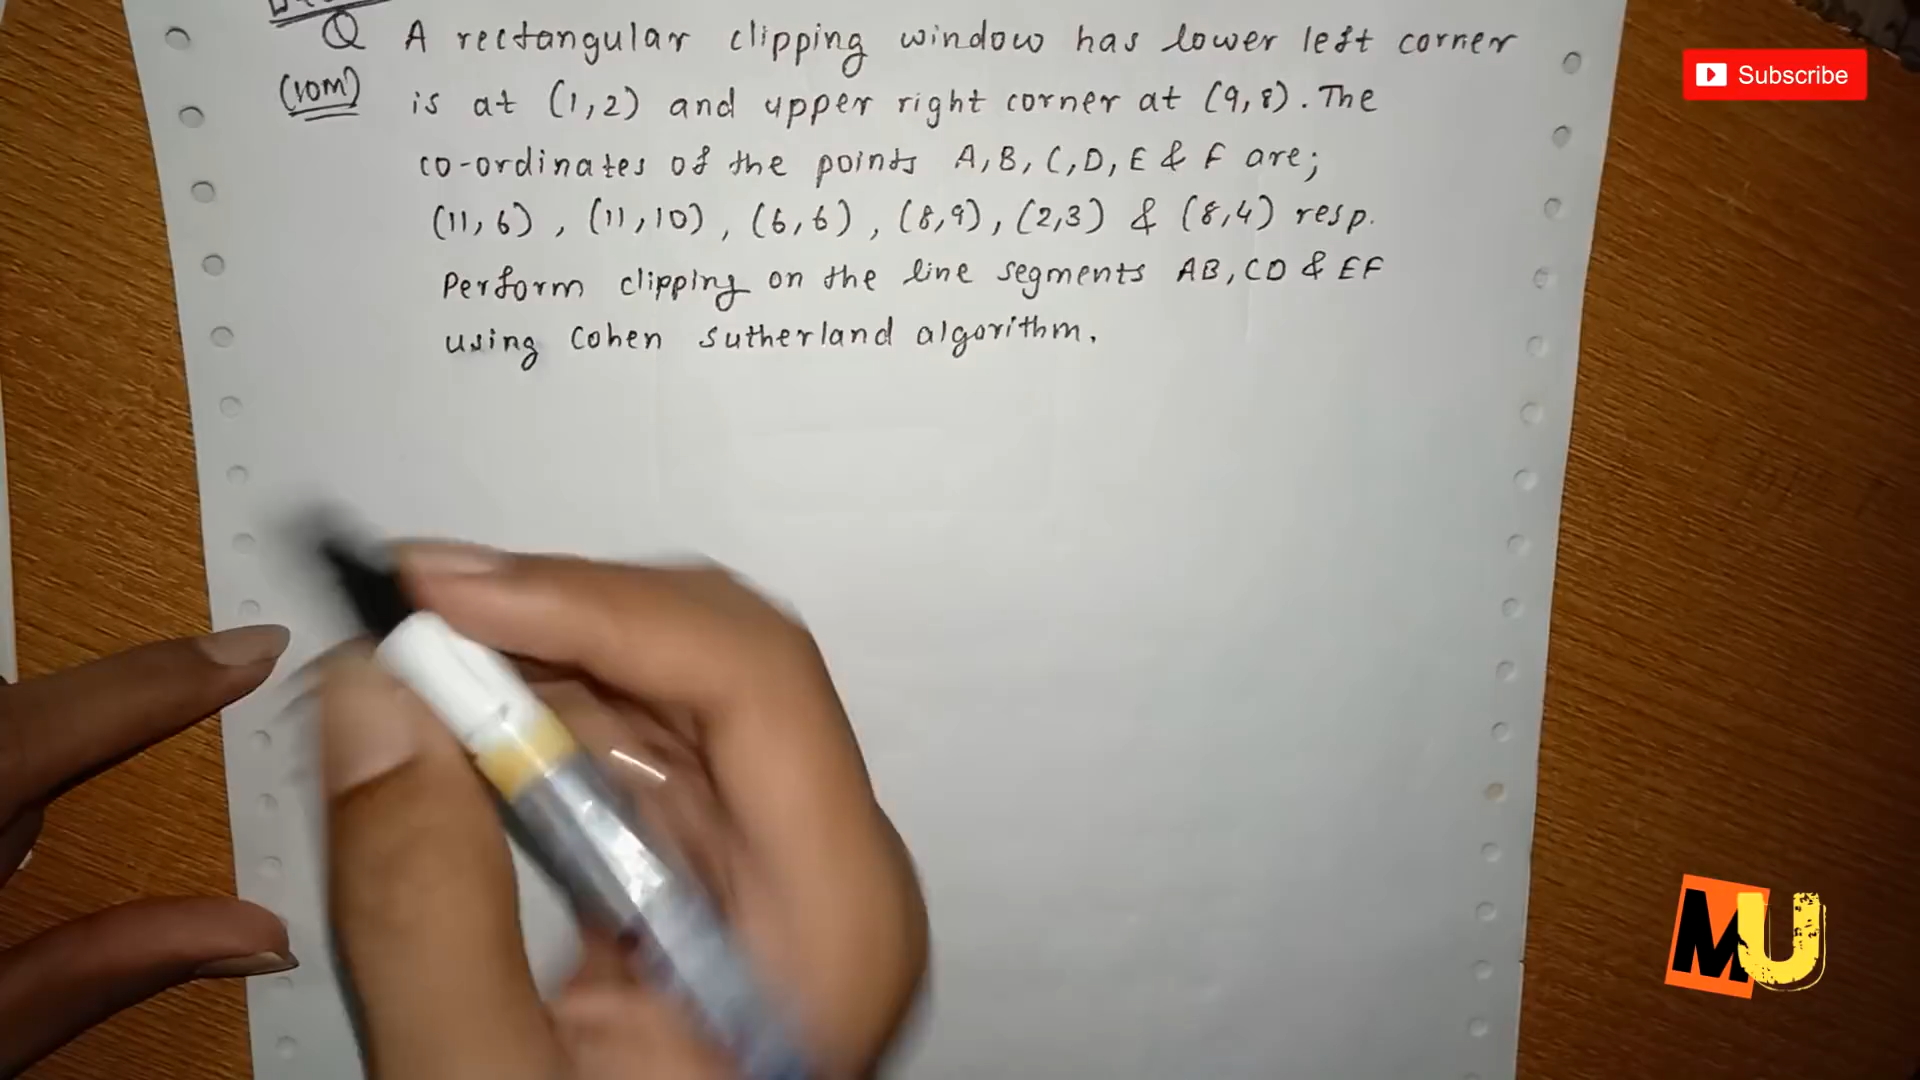 Q A rectangular clipping window has lower left corner
(10M) is at (1,2) and upper right corner at (9,8). The
co-ordinates of the points A, B, C, D, E & F are;
(11,6), (11,10), (6,6), (8,9), (2,3) & (8,4) resp.
Perform clipping on the line segments AB, CD & EF
using Cohen Sutherland algorithm.
Subscribe
MU